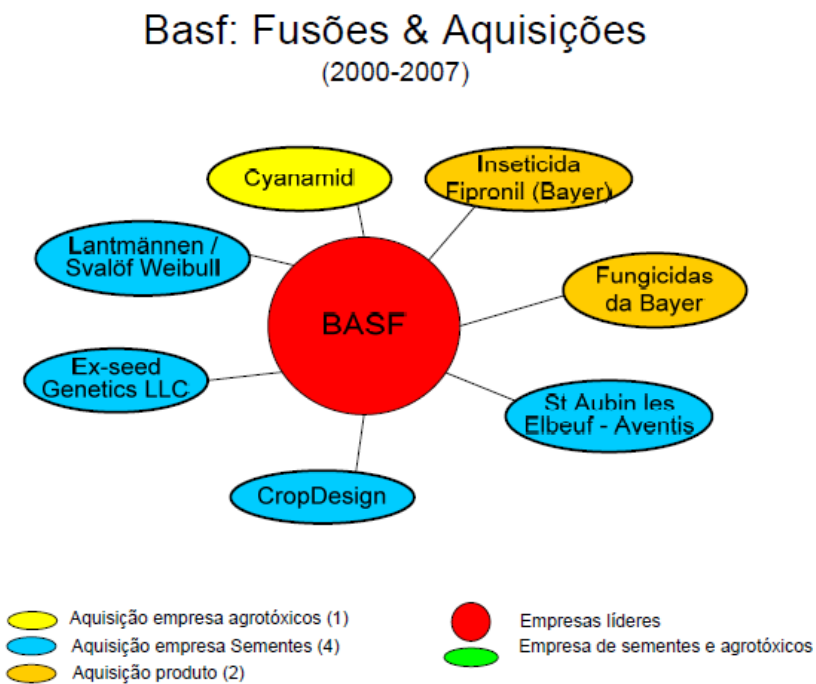 Basf: Fusões & Aquisições
(2000-2007)
Cyanamid
Inseticida
Fipronil (Bayer)
Lantmännen /
Svalöf Weibull
Fungicidas
da Bayer
BASF
Ex-seed
Genetics LLC
St Aubin les
Elbeuf - Aventis
CropDesign
Aquisição empresa agrotóxicos (1)
Aquisição empresa Sementes (4)
Aquisição produto (2)
Empresas líderes
Empresa de sementes e agrotóxicos